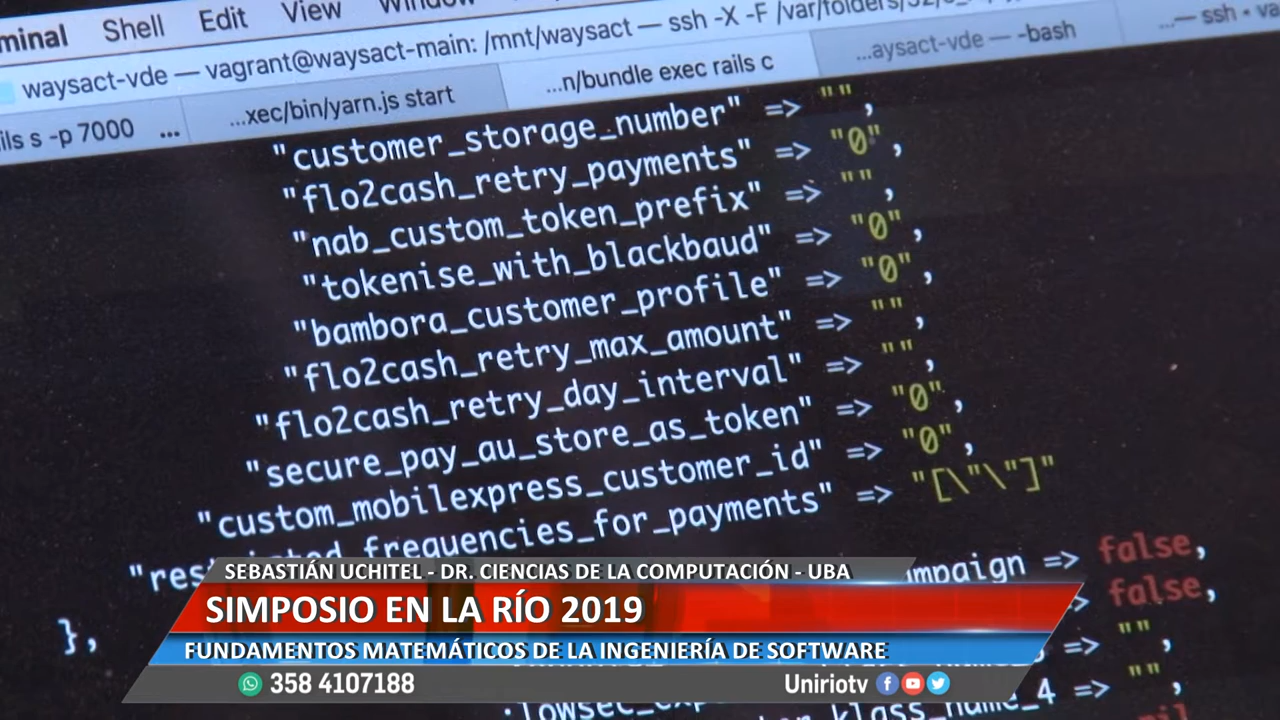 Shell Edit View
waysact-vde — vagrant@waysact-main: /mnt/waysact — ssh -X -F
ils s -p 7000 ... ...xec/bin/yarn.js start ...n/bundle exec rails c ...aysact-vde — -bash ...— ssh
"customer_storage_number" => "",
"flo2cash_retry_payments" => "0",
"nab_custom_token_prefix" => "",
"tokenise_with_blackbaud" => "0",
"bambora_customer_profile" => "0",
"flo2cash_retry_max_amount" => "",
"flo2cash_retry_day_interval" => "",
"secure_pay_au_store_as_token" => "0",
"custom_mobilexpress_customer_id" => "0",
frequencies_for_payments" => "[\"\"]"
=> false,
},
=> false,
=> "",
klass_name_4 => "",
SEBASTIÁN UCHITEL - DR. CIENCIAS DE LA COMPUTACIÓN - UBA
SIMPOSIO EN LA RÍO 2019
FUNDAMENTOS MATEMÁTICOS DE LA INGENIERÍA DE SOFTWARE
358 4107188 Uniriotv